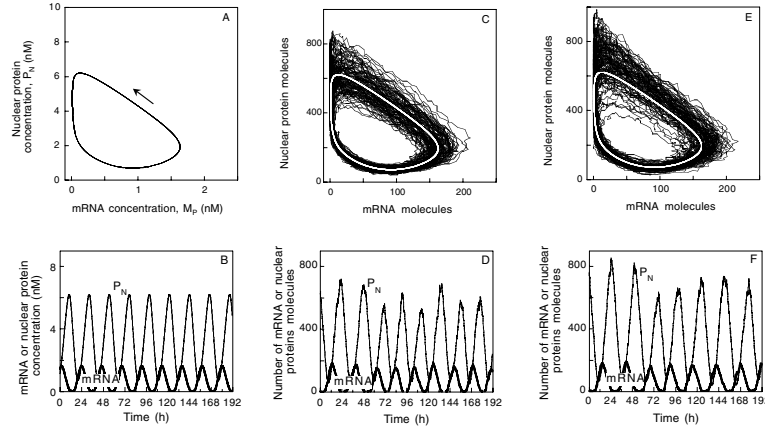 A
Nuclear protein
concentration, P_N (nM)
10
8
6
4
2
0
0
1
2
mRNA concentration, M_P (nM)
C
Nuclear protein molecules
800
400
0
0
100
200
mRNA molecules
E
Nuclear protein molecules
800
400
0
0
100
200
mRNA molecules
B
mRNA or nuclear protein
concentration (nM)
8
4
0
P_N
mRNA
0 24 48 72 96 120 144 168 192
Time (h)
D
Number of mRNA or nuclear
proteins molecules
800
400
0
P_N
mRNA
0 24 48 72 96 120 144 168 192
Time (h)
F
Number of mRNA or nuclear
proteins molecules
800
400
0
P_N
mRNA
0 24 48 72 96 120 144 168 192
Time (h)